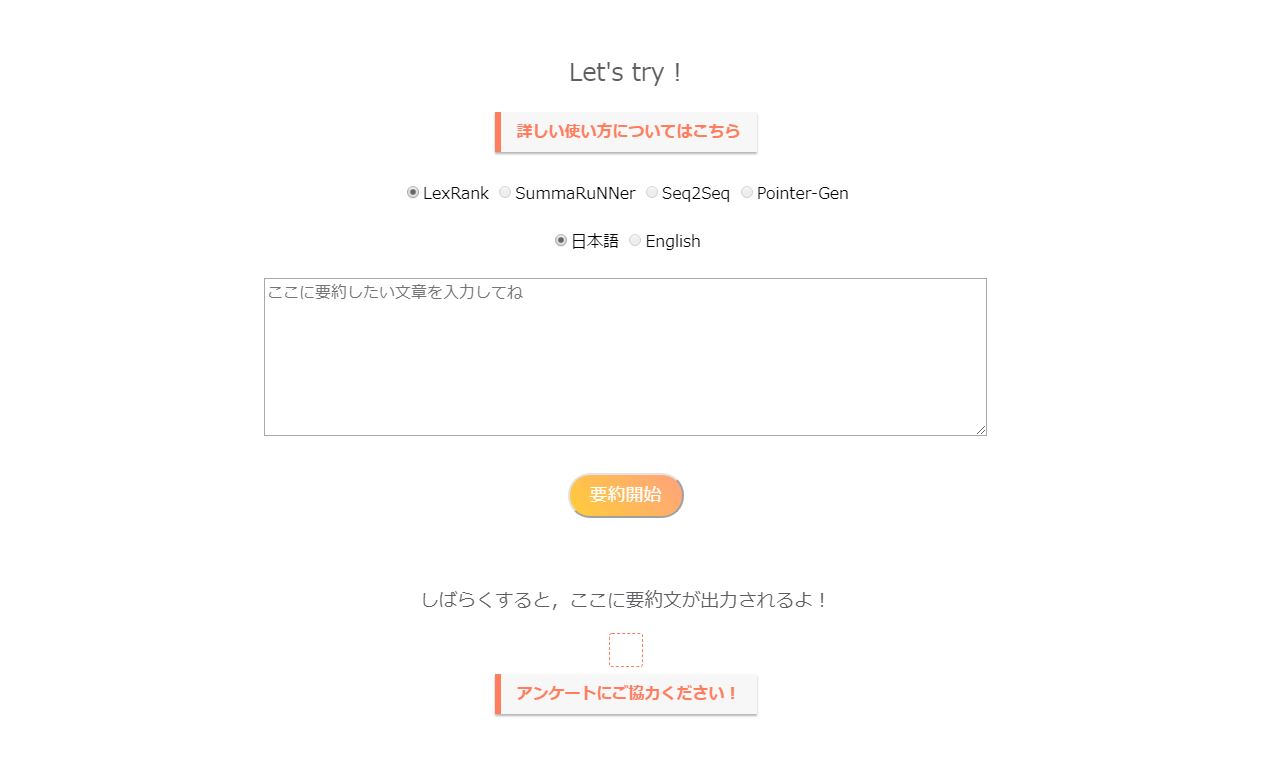 Let's try !
詳しい使い方についてはこちら
LexRank SummaRuNNer Seq2Seq Pointer-Gen
日本語 English
ここに要約したい文章を入力してね
要約開始
しばらくすると，ここに要約文が出力されるよ！
アンケートにご協力ください！